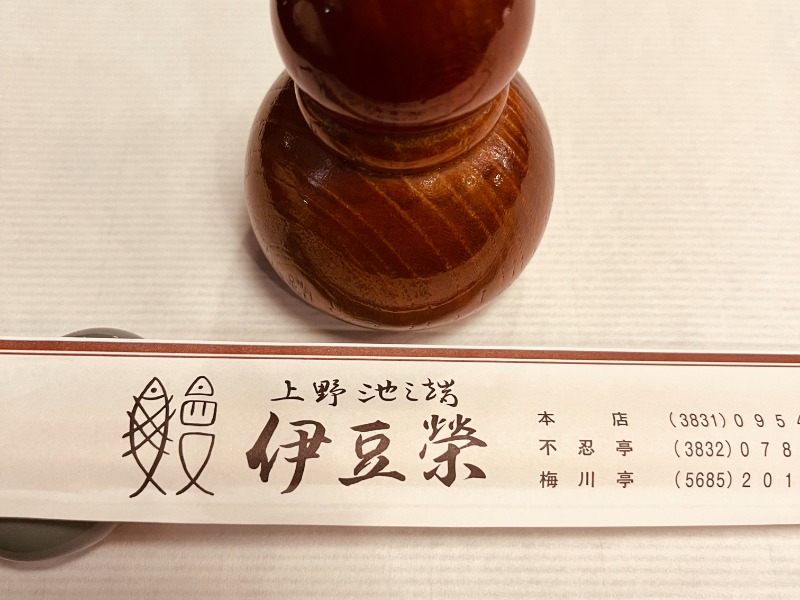 上野池之端
伊豆榮
本店 (3831)0954
不忍亭 (3832)078
梅川亭 (5685)201